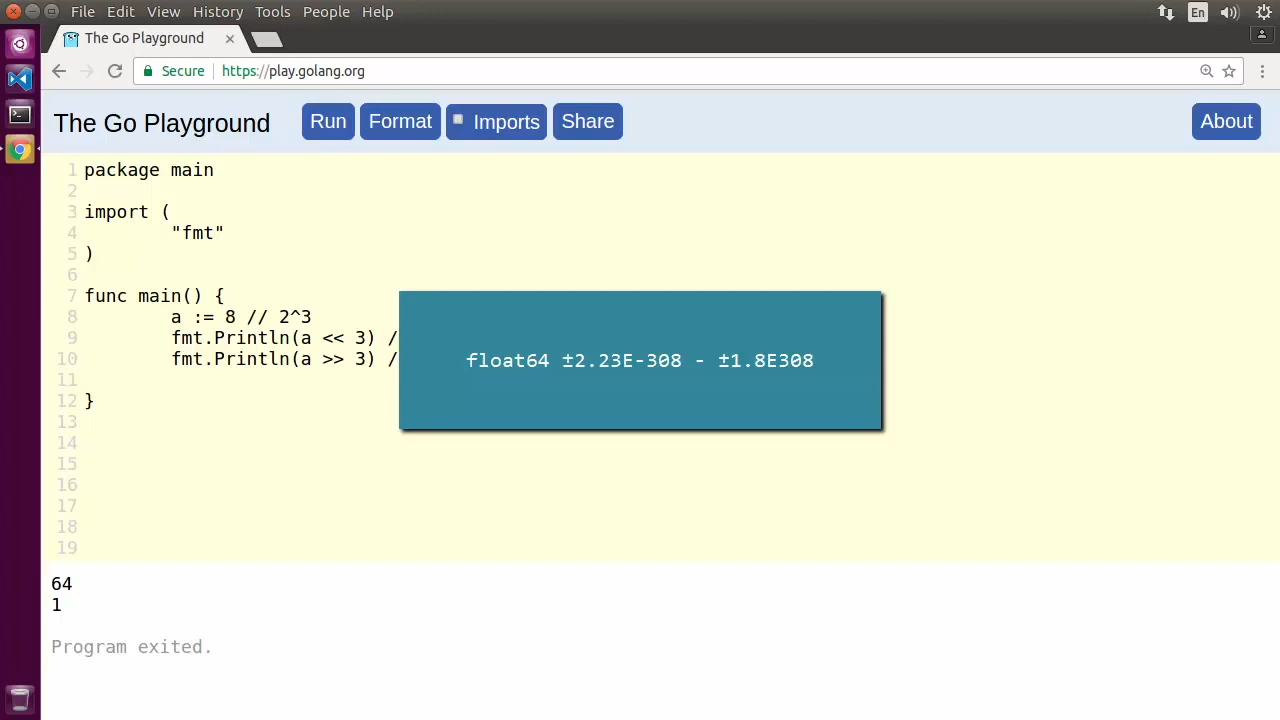 File Edit View History Tools People Help
En
The Go Playground
Secure https://play.golang.org
The Go Playground Run Format Imports Share About
1 package main
2
3 import (
4 "fmt"
5 )
6
7 func main() {
8 a := 8 // 2^3
9 fmt.Println(a << 3) /
10 fmt.Println(a >> 3) /
11
12 }
13
14
15
16
17
18
19
float64 ±2.23E-308 - ±1.8E308
64
1
Program exited.